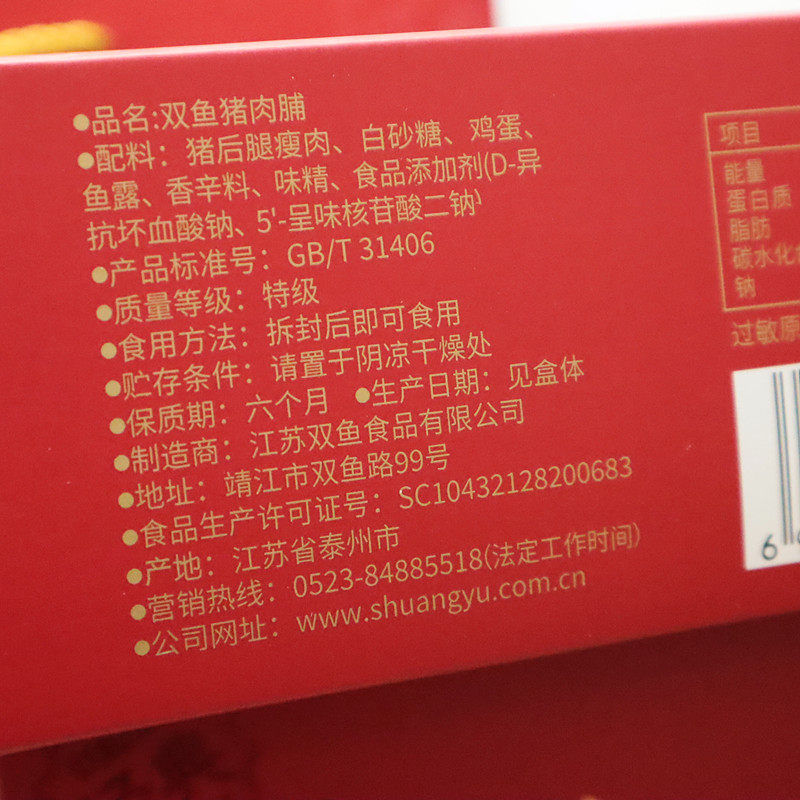 ●品名:双鱼猪肉脯
●配料：猪后腿瘦肉、白砂糖、鸡蛋、
鱼露、香辛料、味精、食品添加剂(D-异
抗坏血酸钠、5'-呈味核苷酸二钠)
●产品标准号：GB/T 31406
●质量等级：特级
●食用方法：拆封后即可食用
●贮存条件：请置于阴凉干燥处
●保质期：六个月 ●生产日期：见盒体
●制造商：江苏双鱼食品有限公司
●地址：靖江市双鱼路99号
●食品生产许可证号：SC10432128200683
●产地：江苏省泰州市
●营销热线：0523-84885518(法定工作时间)
●公司网址：www.shuangyu.com.cn
项目
能量
蛋白质
脂肪
碳水化
钠
过敏原
6